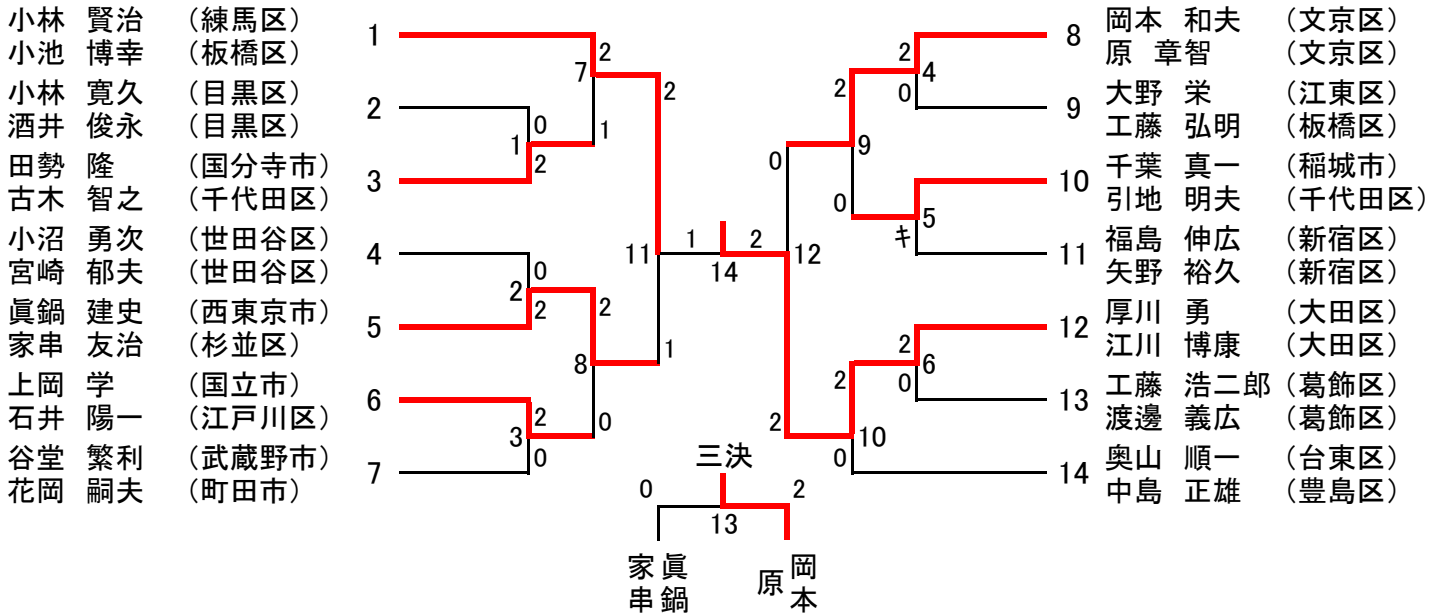 小林 賢治 （練馬区）
小池 博幸 （板橋区）
1
小林 寛久 （目黒区）
酒井 俊永 （目黒区）
2
田勢 隆 （国分寺市）
古木 智之 （千代田区）
3
小沼 勇次 （世田谷区）
宮崎 郁夫 （世田谷区）
4
眞鍋 建史 （西東京市）
家串 友治 （杉並区）
5
上岡 学 （国立市）
石井 陽一 （江戸川区）
6
谷堂 繁利 （武蔵野市）
花岡 嗣夫 （町田市）
7
2
7
2
0
1
1
2
0
2
2
2
8
1
2
3
0
0
11
1
2
14
12
0
2
2
4
0
2
9
0
5
キ
2
6
0
2
10
0
2
8
岡本 和夫 （文京区）
原 章智 （文京区）
9
大野 栄 （江東区）
工藤 弘明 （板橋区）
10
千葉 真一 （稲城市）
引地 明夫 （千代田区）
11
福島 伸広 （新宿区）
矢野 裕久 （新宿区）
12
厚川 勇 （大田区）
江川 博康 （大田区）
13
工藤 浩二郎 （葛飾区）
渡邊 義広 （葛飾区）
14
奥山 順一 （台東区）
中島 正雄 （豊島区）
三決
0
2
13
眞鍋
家串
岡本
原